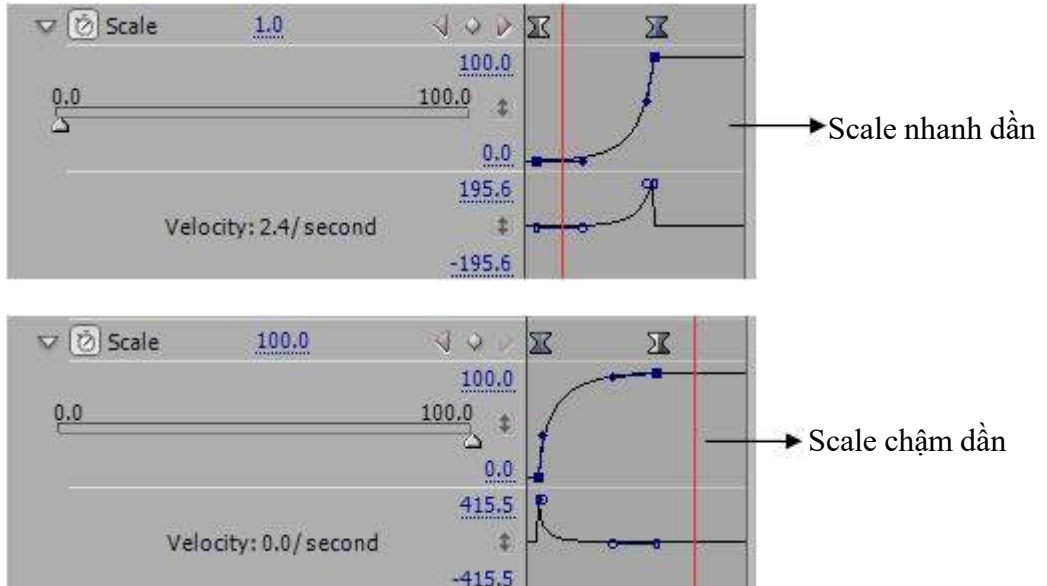 Scale 1.0
100.0
0.0 100.0
Scale nhanh dần
0.0
195.6
Velocity: 2.4/ second
-195.6
Scale 100.0
100.0
0.0 100.0
Scale chậm dần
0.0
415.5
Velocity: 0.0/ second
-415.5